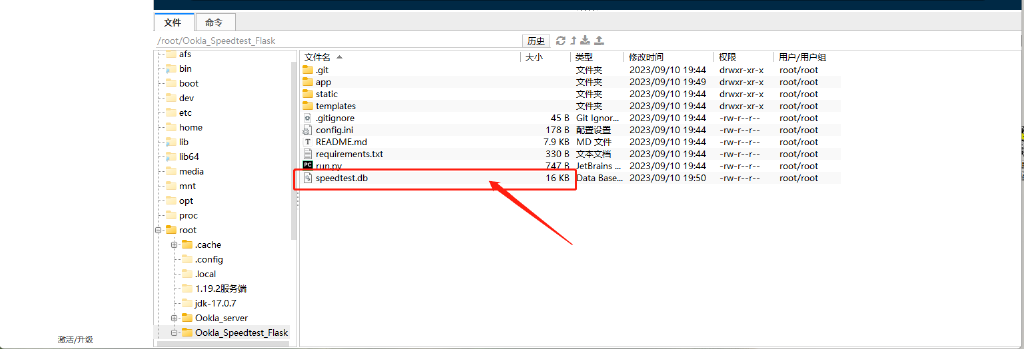 文件 命令
/root/Ookla_Speedtest_Flask 历史
文件名 大小 类型 修改时间 权限 用户/用户组
afs
bin
boot
dev
etc
home
lib
lib64
media
mnt
opt
proc
root
.cache
.config
.local
1.19.2服务端
jdk-17.0.7
Ookla_server
Ookla_Speedtest_Flask
.git 文件夹 2023/09/10 19:44 drwxr-xr-x root/root
app 文件夹 2023/09/10 19:49 drwxr-xr-x root/root
static 文件夹 2023/09/10 19:44 drwxr-xr-x root/root
templates 文件夹 2023/09/10 19:44 drwxr-xr-x root/root
.gitignore 45 B Git Ignor... 2023/09/10 19:44 -rw-r--r-- root/root
config.ini 178 B 配置设置 2023/09/10 19:44 -rw-r--r-- root/root
README.md 7.9 KB MD 文件 2023/09/10 19:44 -rw-r--r-- root/root
requirements.txt 330 B 文本文档 2023/09/10 19:44 -rw-r--r-- root/root
run.py 747 B JetBrains ... 2023/09/10 19:44 -rw-r--r-- root/root
speedtest.db 16 KB Data Base... 2023/09/10 19:50 -rw-r--r-- root/root
激活/升级